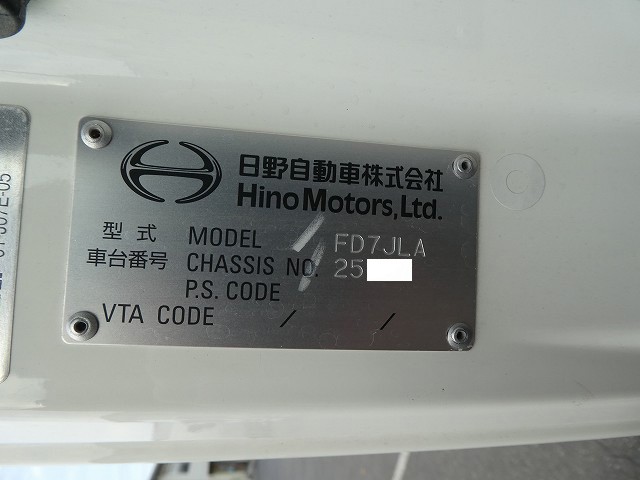 日野自動車株式会社
Hino Motors, Ltd.
型式 MODEL FD7JLA
車台番号 CHASSIS NO. 25
P.S. CODE
VTA CODE / /